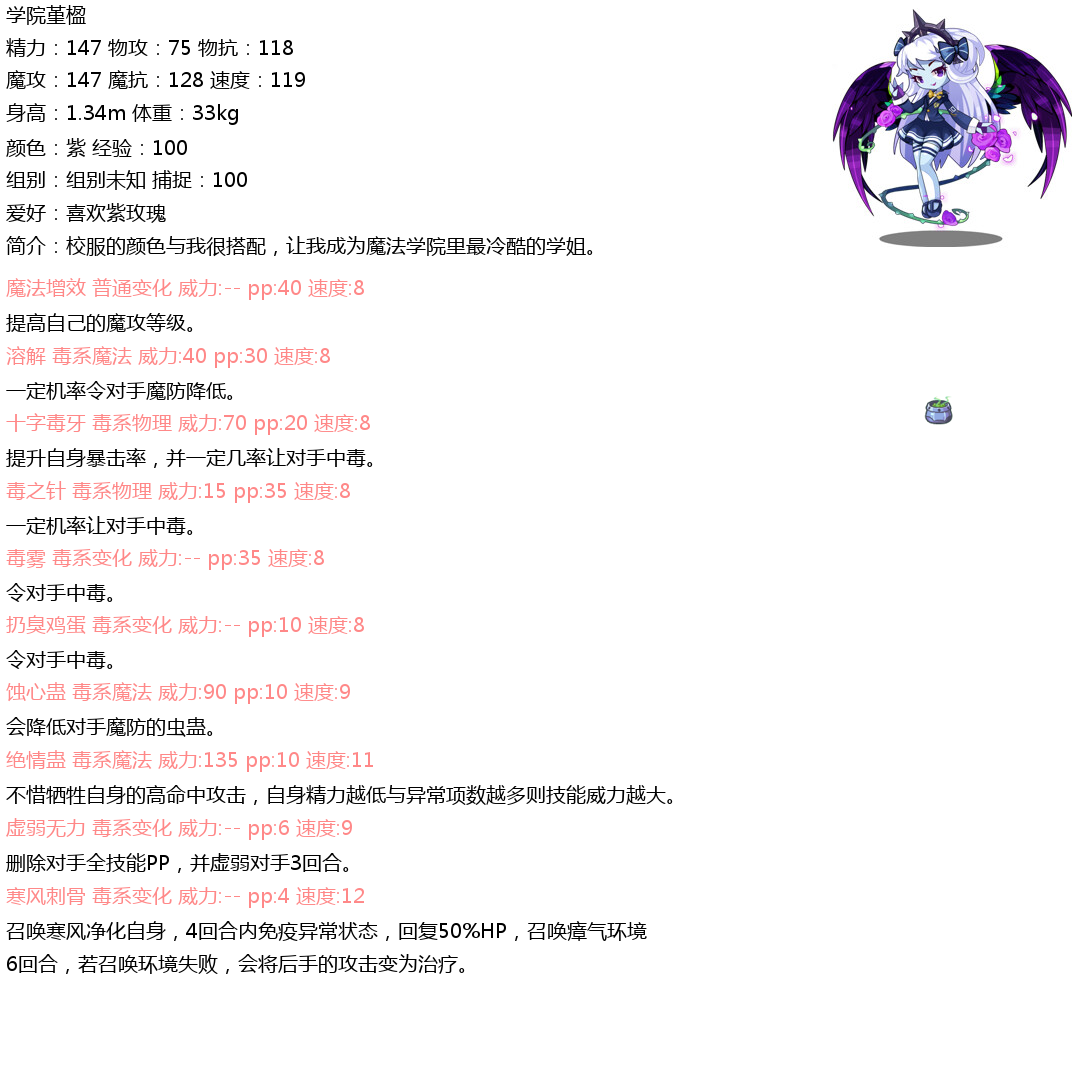 学院堇楹
精力：147 物攻：75 物抗：118
魔攻：147 魔抗：128 速度：119
身高：1.34m 体重：33kg
颜色：紫 经验：100
组别：组别未知 捕捉：100
爱好：喜欢紫玫瑰
简介：校服的颜色与我很搭配，让我成为魔法学院里最冷酷的学姐。
魔法增效 普通变化 威力:-- pp:40 速度:8
提高自己的魔攻等级。
溶解 毒系魔法 威力:40 pp:30 速度:8
一定机率令对手魔防降低。
十字毒牙 毒系物理 威力:70 pp:20 速度:8
提升自身暴击率，并一定几率让对手中毒。
毒之针 毒系物理 威力:15 pp:35 速度:8
一定机率让对手中毒。
毒雾 毒系变化 威力:-- pp:35 速度:8
令对手中毒。
扔臭鸡蛋 毒系变化 威力:-- pp:10 速度:8
令对手中毒。
蚀心蛊 毒系魔法 威力:90 pp:10 速度:9
会降低对手魔防的虫蛊。
绝情蛊 毒系魔法 威力:135 pp:10 速度:11
不惜牺牲自身的高命中攻击，自身精力越低与异常项数越多则技能威力越大。
虚弱无力 毒系变化 威力:-- pp:6 速度:9
删除对手全技能PP，并虚弱对手3回合。
寒风刺骨 毒系变化 威力:-- pp:4 速度:12
召唤寒风净化自身，4回合内免疫异常状态，回复50%HP，召唤瘴气环境
6回合，若召唤环境失败，会将后手的攻击变为治疗。